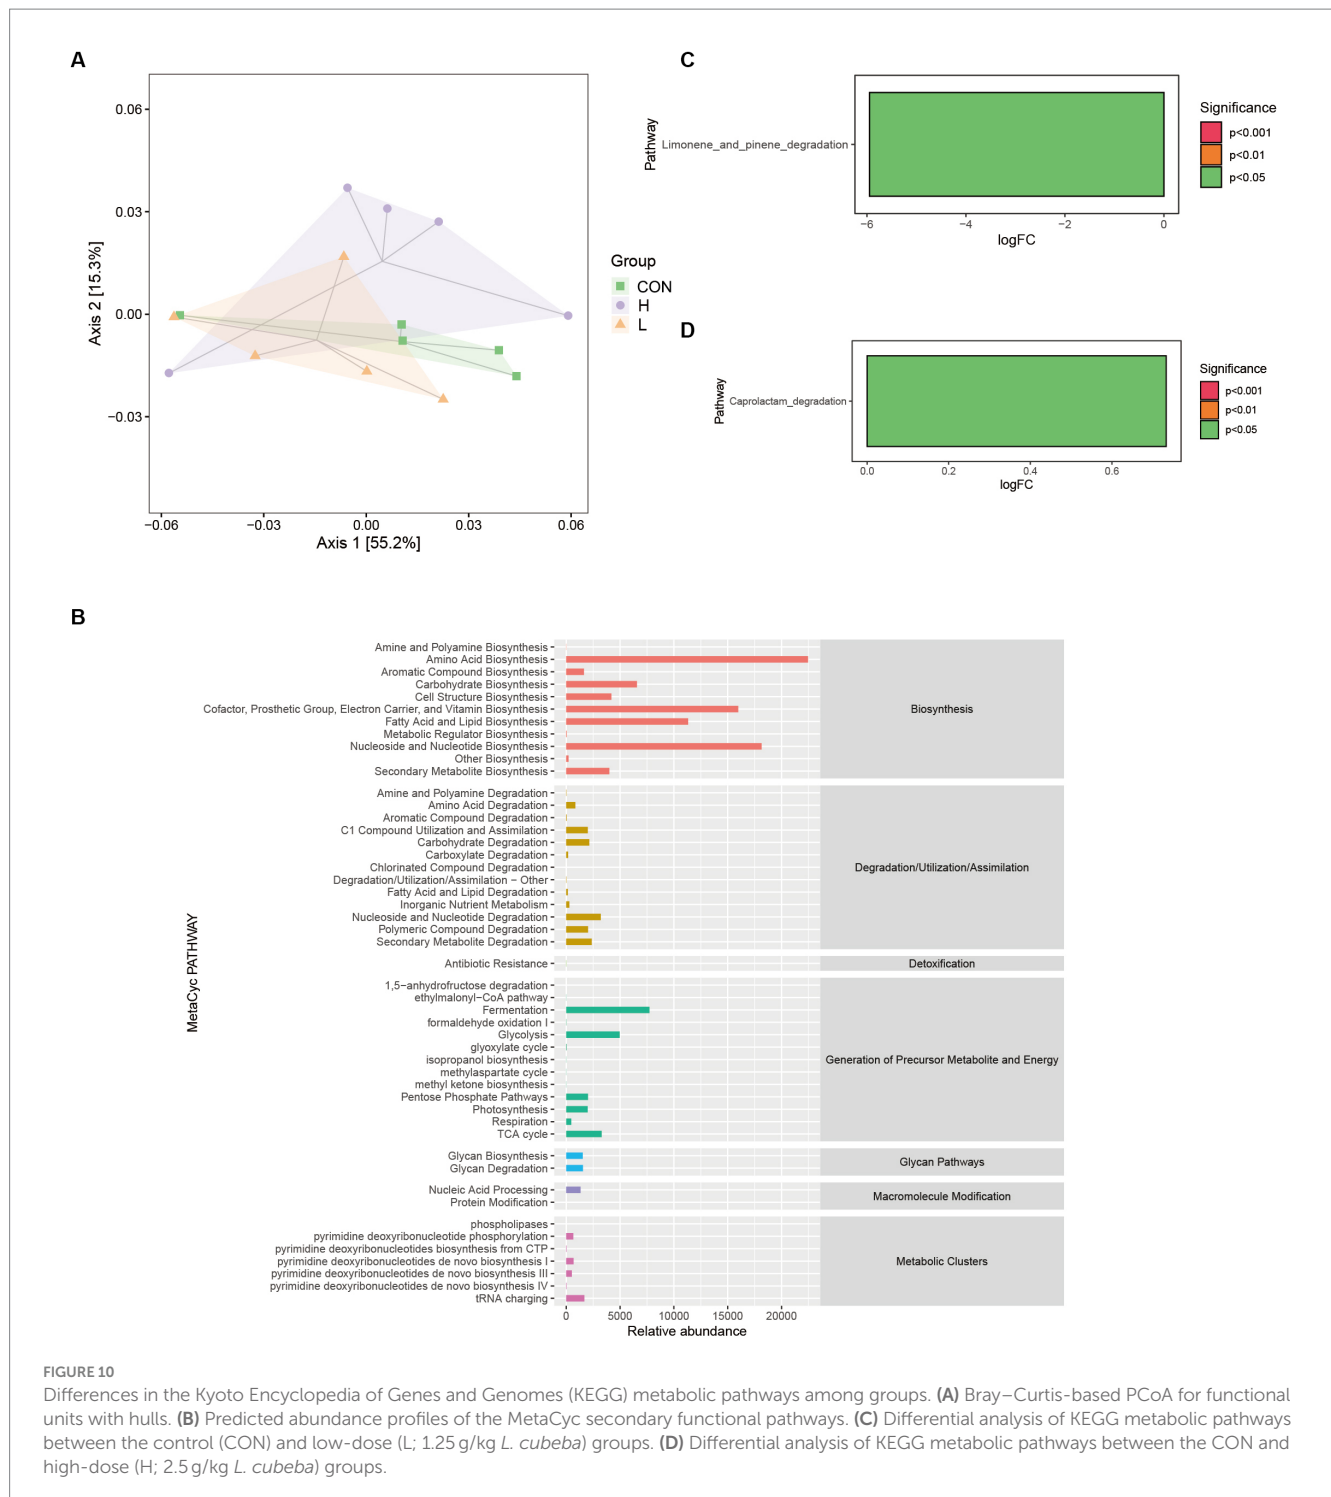 A
0.06
0.03
0.00
−0.03
Axis 2 [15.3%]
−0.06
−0.03
0.00
0.03
0.06
Axis 1 [55.2%]
Group
CON
H
L
C
Pathway
Limonene_and_pinene_degradation
−6
−4
−2
0
logFC
Significance
p<0.001
p<0.01
p<0.05
D
Pathway
Caprolactam_degradation
0.0
0.2
0.4
0.6
logFC
Significance
p<0.001
p<0.01
p<0.05
B
MetaCyc PATHWAY
Amine and Polyamine Biosynthesis
Amino Acid Biosynthesis
Aromatic Compound Biosynthesis
Carbohydrate Biosynthesis
Cell Structure Biosynthesis
Cofactor, Prosthetic Group, Electron Carrier, and Vitamin Biosynthesis
Fatty Acid and Lipid Biosynthesis
Metabolic Regulator Biosynthesis
Nucleoside and Nucleotide Biosynthesis
Other Biosynthesis
Secondary Metabolite Biosynthesis
Biosynthesis
Amine and Polyamine Degradation
Amino Acid Degradation
Aromatic Compound Degradation
C1 Compound Utilization and Assimilation
Carbohydrate Degradation
Carboxylate Degradation
Chlorinated Compound Degradation
Degradation/Utilization/Assimilation − Other
Fatty Acid and Lipid Degradation
Inorganic Nutrient Metabolism
Nucleoside and Nucleotide Degradation
Polymeric Compound Degradation
Secondary Metabolite Degradation
Degradation/Utilization/Assimilation
Antibiotic Resistance
Detoxification
1,5−anhydrofructose degradation
ethylmalonyl−CoA pathway
Fermentation
formaldehyde oxidation I
Glycolysis
glyoxylate cycle
isopropanol biosynthesis
methylaspartate cycle
methyl ketone biosynthesis
Pentose Phosphate Pathways
Photosynthesis
Respiration
TCA cycle
Generation of Precursor Metabolite and Energy
Glycan Biosynthesis
Glycan Degradation
Glycan Pathways
Nucleic Acid Processing
Protein Modification
Macromolecule Modification
phospholipases
pyrimidine deoxyribonucleotide phosphorylation
pyrimidine deoxyribonucleotides biosynthesis from CTP
pyrimidine deoxyribonucleotides de novo biosynthesis I
pyrimidine deoxyribonucleotides de novo biosynthesis III
pyrimidine deoxyribonucleotides de novo biosynthesis IV
tRNA charging
Metabolic Clusters
0
5000
10000
15000
20000
Relative abundance
FIGURE 10
Differences in the Kyoto Encyclopedia of Genes and Genomes (KEGG) metabolic pathways among groups. (A) Bray–Curtis-based PCoA for functional
units with hulls. (B) Predicted abundance profiles of the MetaCyc secondary functional pathways. (C) Differential analysis of KEGG metabolic pathways
between the control (CON) and low-dose (L; 1.25 g/kg L. cubeba) groups. (D) Differential analysis of KEGG metabolic pathways between the CON and
high-dose (H; 2.5 g/kg L. cubeba) groups.